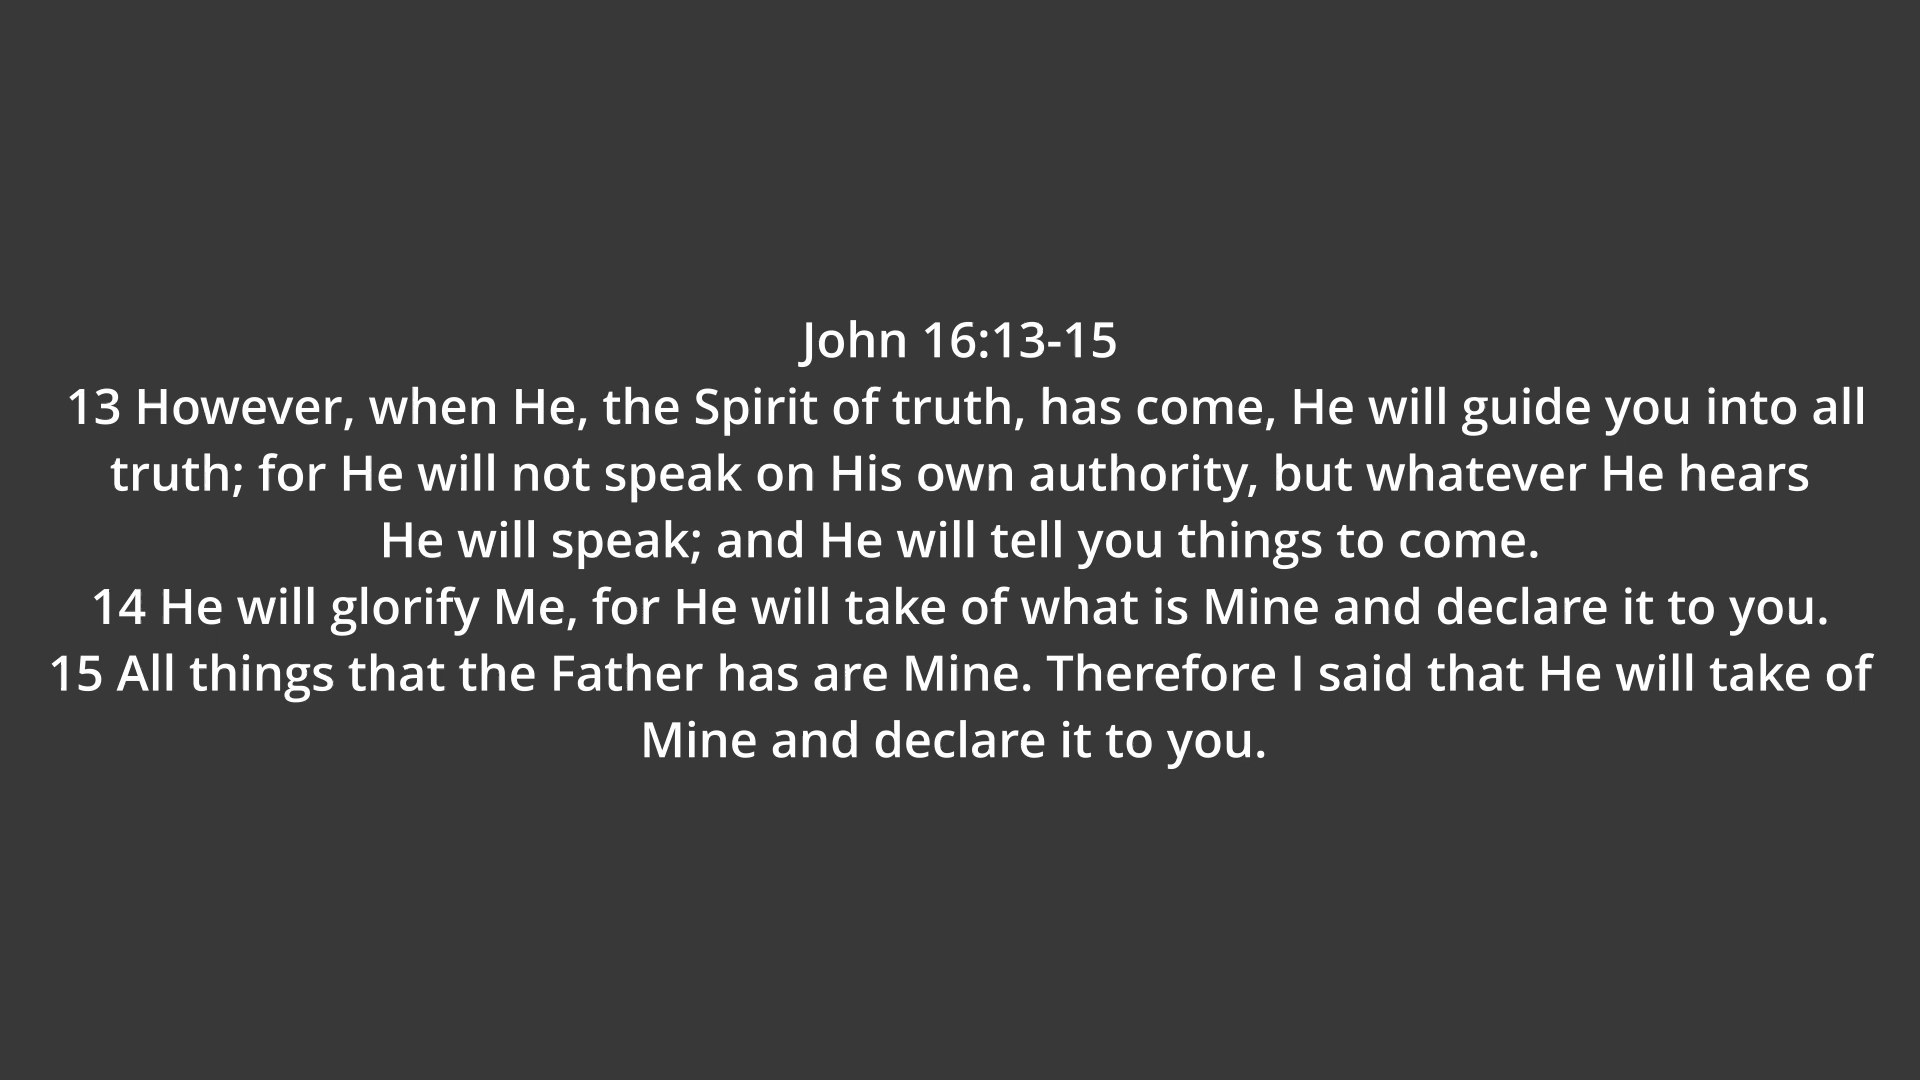 John 16:13-15
13 However, when He, the Spirit of truth, has come, He will guide you into all
truth; for He will not speak on His own authority, but whatever He hears
He will speak; and He will tell you things to come.
14 He will glorify Me, for He will take of what is Mine and declare it to you.
15 All things that the Father has are Mine. Therefore I said that He will take of
Mine and declare it to you.